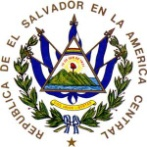 REPUBLICA DE EL SALVADOR EN LA AMERICA CENTRAL